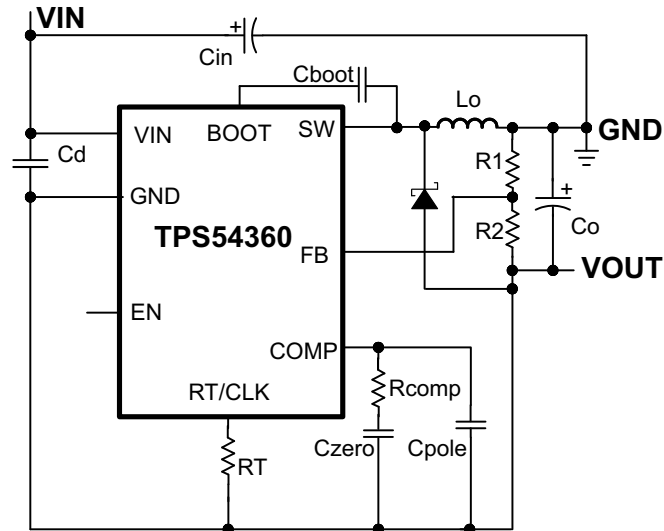 VIN
+
Cin
Cboot
Lo
VIN
BOOT
SW
GND
Cd
R1
GND
+
TPS54360
R2
Co
FB
VOUT
EN
COMP
RT/CLK
Rcomp
RT
Czero
Cpole